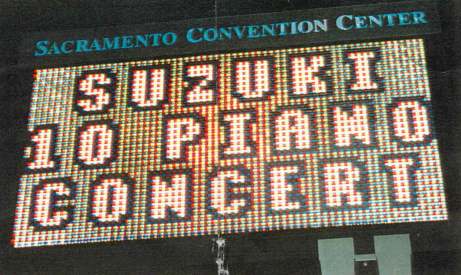 SACRAMENTO CONVENTION CENTER
SUZUKI
10 PIANO
CONCERT